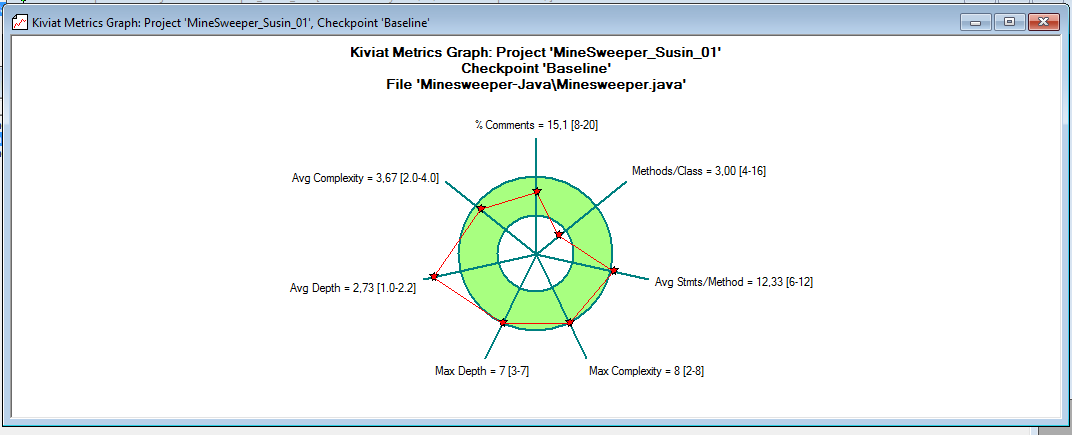 Kiviat Metrics Graph: Project 'MineSweeper_Susin_01', Checkpoint 'Baseline'
Kiviat Metrics Graph: Project 'MineSweeper_Susin_01'
Checkpoint 'Baseline'
File 'Minesweeper-Java\Minesweeper.java'
% Comments = 15,1 [8-20]
Methods/Class = 3,00 [4-16]
Avg Complexity = 3,67 [2.0-4.0]
Avg Stmts/Method = 12,33 [6-12]
Avg Depth = 2,73 [1.0-2.2]
Max Depth = 7 [3-7]
Max Complexity = 8 [2-8]